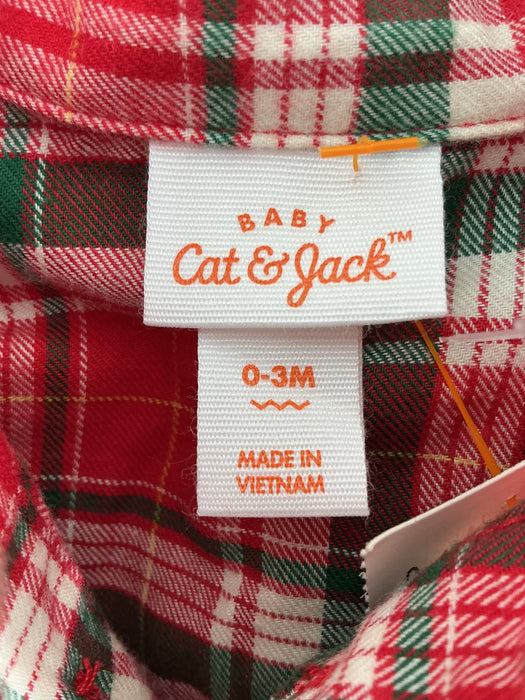 BABY
Cat & Jack™
0-3M
MADE IN
VIETNAM